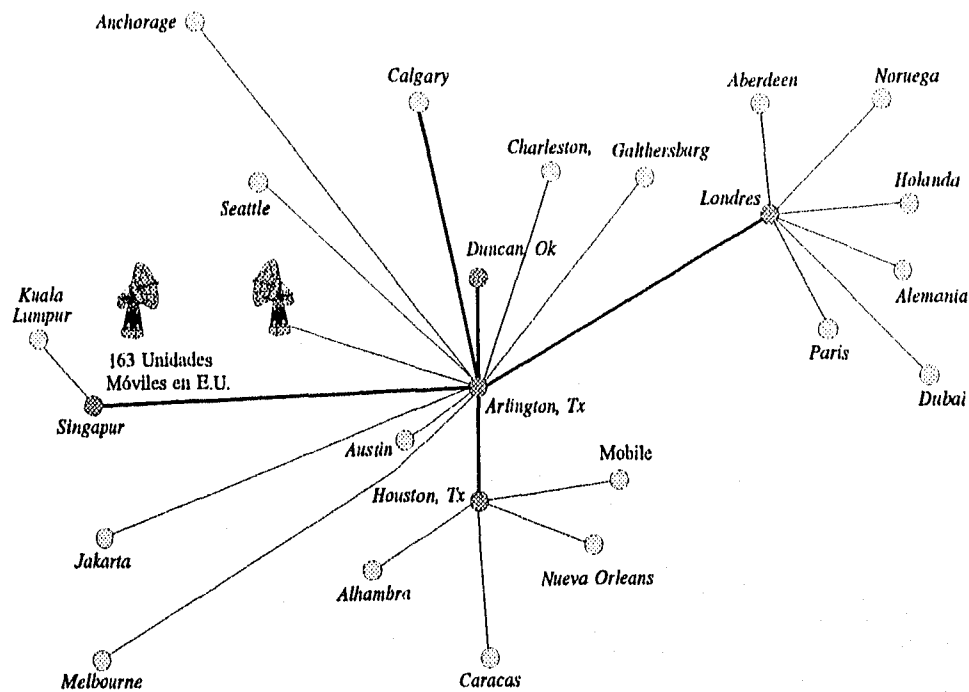 Anchorage
Calgary
Aberdeen
Noruega
Charleston,
Galthersburg
Seattle
Londres
Holanda
Duncan, Ok
Kuala
Lumpur
Alemania
163 Unidades
Móviles en E.U.
Paris
Dubai
Singapur
Arlington, Tx
Austin
Mobile
Houston, Tx
Jakarta
Alhambra
Nueva Orleans
Melbourne
Caracas